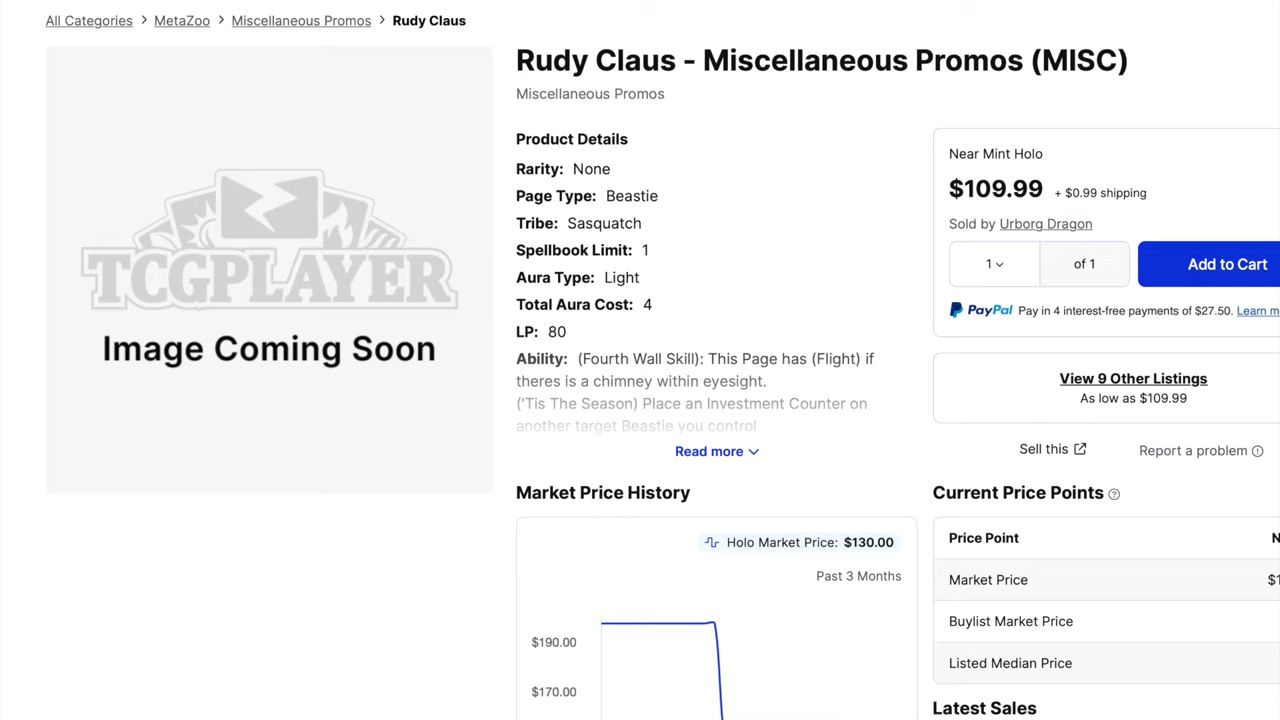 All Categories > MetaZoo > Miscellaneous Promos > Rudy Claus
TCGPLAYER
Image Coming Soon
Rudy Claus - Miscellaneous Promos (MISC)
Miscellaneous Promos
Product Details
Rarity: None
Page Type: Beastie
Tribe: Sasquatch
Spellbook Limit: 1
Aura Type: Light
Total Aura Cost: 4
LP: 80
Ability: (Fourth Wall Skill): This Page has (Flight) if
theres is a chimney within eyesight.
('Tis The Season) Place an Investment Counter on
another target Beastie you control
Read more
Market Price History
Holo Market Price: $130.00
Past 3 Months
$190.00
$170.00
Near Mint Holo
$109.99 + $0.99 shipping
Sold by Urborg Dragon
1 of 1
Add to Cart
PayPal Pay in 4 interest-free payments of $27.50. Learn m
View 9 Other Listings
As low as $109.99
Sell this
Report a problem
Current Price Points
Price Point N
Market Price $1
Buylist Market Price
Listed Median Price
Latest Sales